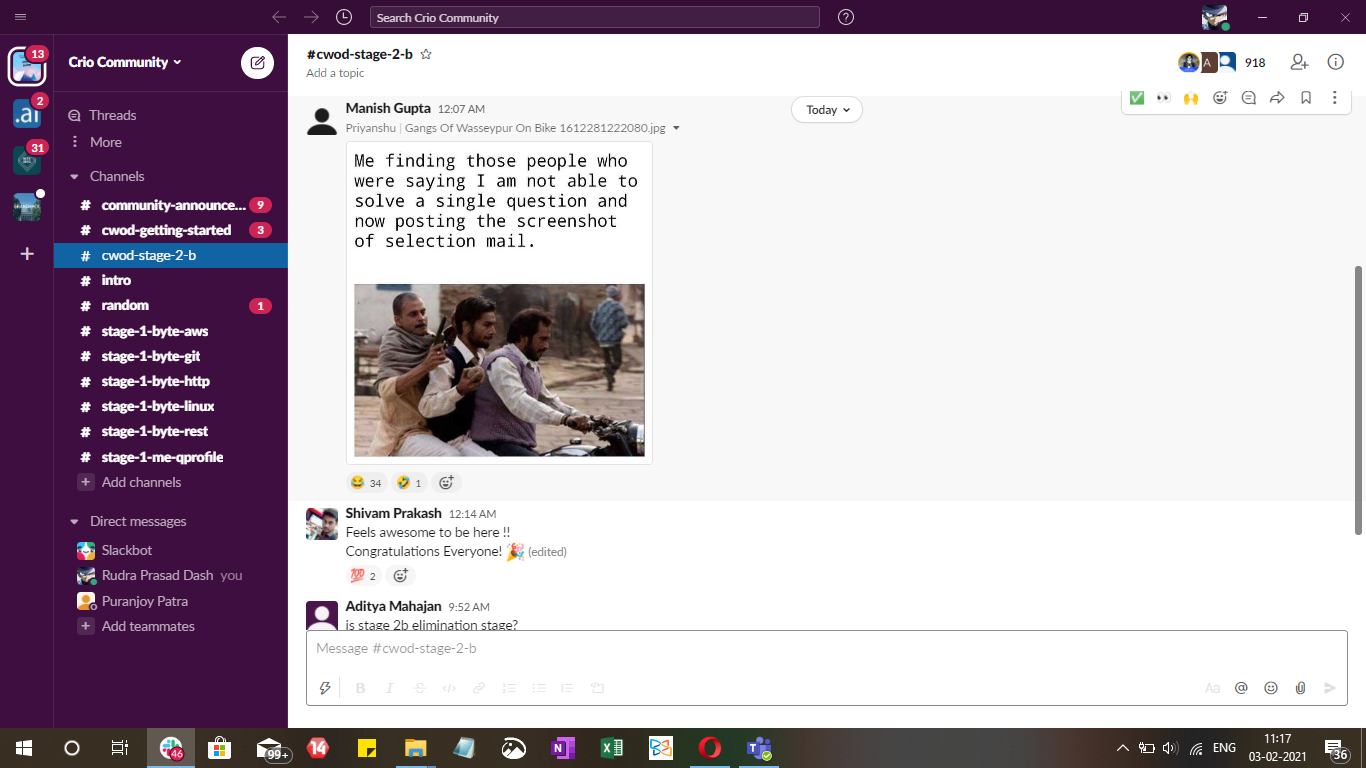 Search Crio Community
13
2
.ai
31
Crio Community
Threads
More
Channels
# community-announce... 9
# cwod-getting-started 3
# cwod-stage-2-b
# intro
# random 1
# stage-1-byte-aws
# stage-1-byte-git
# stage-1-byte-http
# stage-1-byte-linux
# stage-1-byte-rest
# stage-1-me-qprofile
+ Add channels
Direct messages
Slackbot
Rudra Prasad Dash you
Puranjoy Patra
+ Add teammates
#cwod-stage-2-b
Add a topic
A 918
Today
Manish Gupta 12:07 AM
Priyanshu | Gangs Of Wasseypur On Bike 1612281222080.jpg
Me finding those people who
were saying I am not able to
solve a single question and
now posting the screenshot
of selection mail.
😂 34 🤣 1
Shivam Prakash 12:14 AM
Feels awesome to be here !!
Congratulations Everyone! 🎉 (edited)
💯 2
Aditya Mahajan 9:52 AM
is stage 2b elimination stage?
Message #cwod-stage-2-b
B I S </> Aa @
46 99+ 14 N X T ENG 11:17
03-02-2021 36